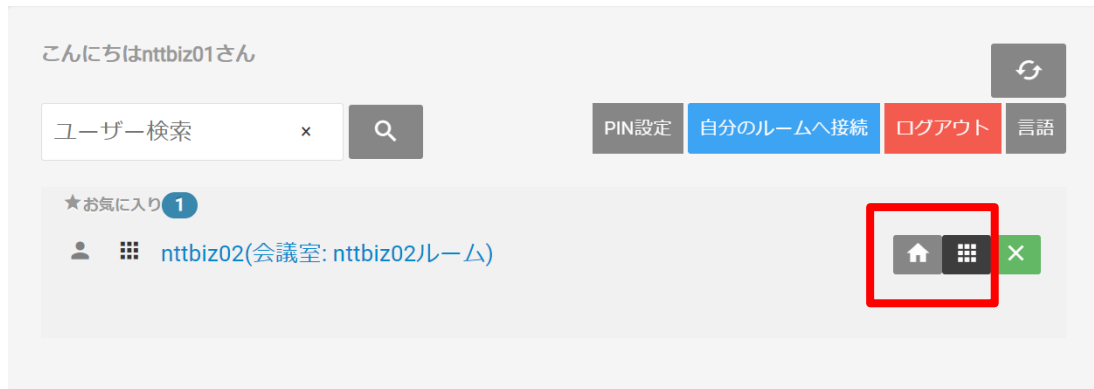 こんにちはnttbiz01さん
ユーザー検索 ×
PIN設定 自分のルームへ接続 ログアウト 言語
★お気に入り 1
nttbiz02(会議室: nttbiz02ルーム)